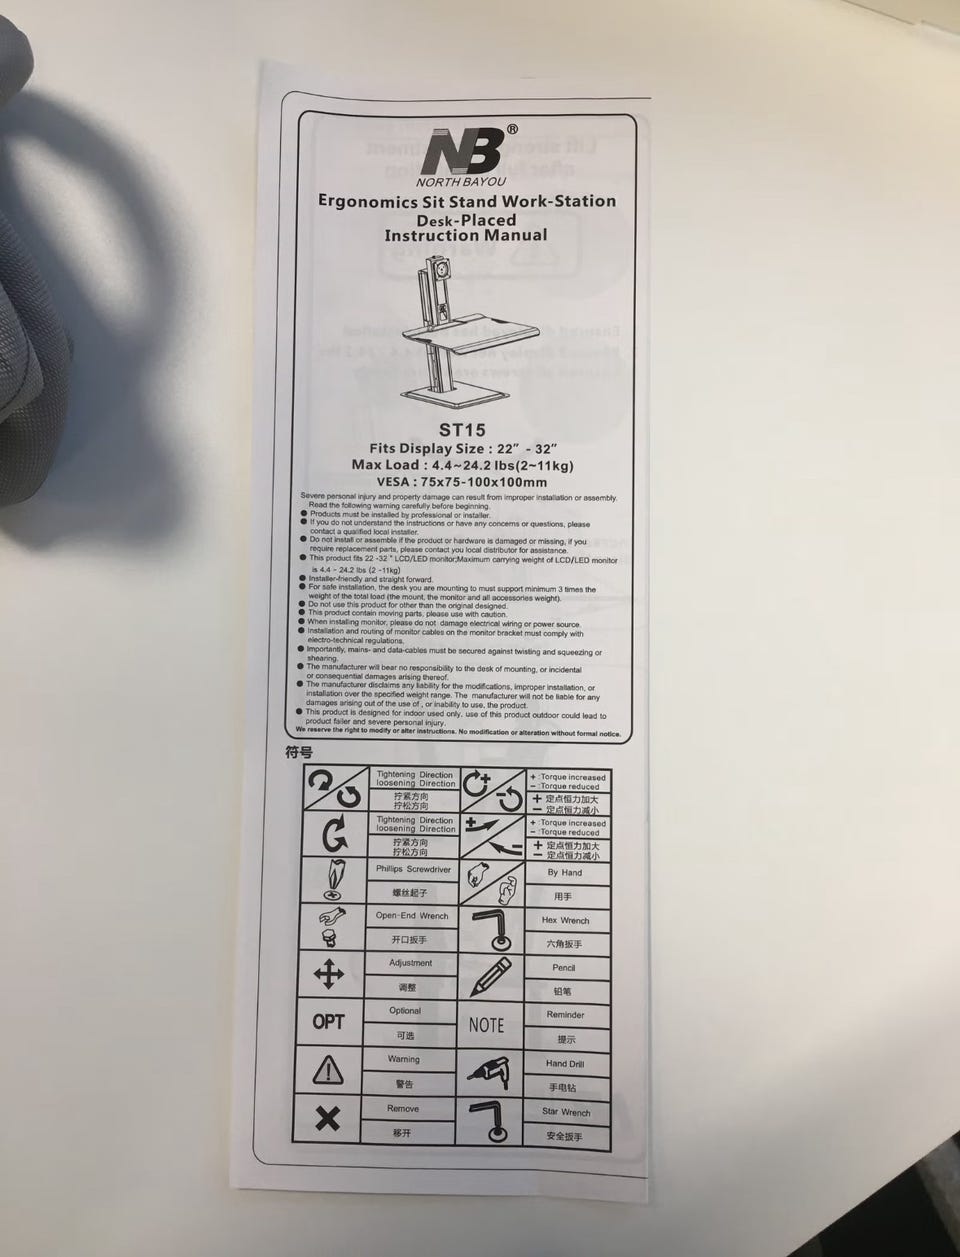 NB®
NORTH BAYOU
Ergonomics Sit Stand Work-Station
Desk-Placed
Instruction Manual
ST15
Fits Display Size : 22" - 32"
Max Load : 4.4~24.2 lbs(2~11kg)
VESA : 75x75-100x100mm
Severe personal injury and property damage can result from improper installation or assembly.
Read the following warning carefully before beginning.
● Products must be installed by professional or installer.
● If you do not understand the instructions or have any concerns or questions, please
contact a qualified local installer.
● Do not install or assemble if the product or hardware is damaged or missing, if you
require replacement parts, please contact you local distributor for assistance.
● This product fits 22 -32 " LCD/LED monitor;Maximum carrying weight of LCD/LED monitor
is 4.4 - 24.2 lbs (2 -11kg)
● Installer-friendly and straight forward.
● For safe installation, the desk you are mounting to must support minimum 3 times the
weight of the total load (the mount, the monitor and all accessories weight).
● Do not use this product for other than the original designed.
● This product contain moving parts, please use with caution.
● When installing monitor, please do not damage electrical wiring or power source.
● Installation and routing of monitor cables on the monitor bracket must comply with
electro-technical regulations.
● Importantly, mains- and data-cables must be secured against twisting and squeezing or
shearing.
● The manufacturer will bear no responsibility to the desk of mounting, or incidental
or consequential damages arising thereof.
● The manufacturer disclaims any liability for the modifications, improper installation, or
installation over the specified weight range. The manufacturer will not be liable for any
damages arising out of the use of , or inability to use, the product.
● This product is designed for indoor used only, use of this product outdoor could lead to
product failer and severe personal injury.
We reserve the right to modify or alter instructions. No modification or alteration without formal notice.
符号
Tightening Direction
loosening Direction
拧紧方向
拧松方向
+ :Torque increased
- :Torque reduced
+ 定点恒力加大
- 定点恒力减小
Tightening Direction
loosening Direction
拧紧方向
拧松方向
+ :Torque increased
- :Torque reduced
+ 定点恒力加大
- 定点恒力减小
Phillips Screwdriver
螺丝起子
By Hand
用手
Open-End Wrench
开口扳手
Hex Wrench
六角扳手
Adjustment
调整
Pencil
铅笔
OPT
Optional
可选
NOTE
Reminder
提示
Warning
警告
Hand Drill
手电钻
Remove
移开
Star Wrench
安全扳手